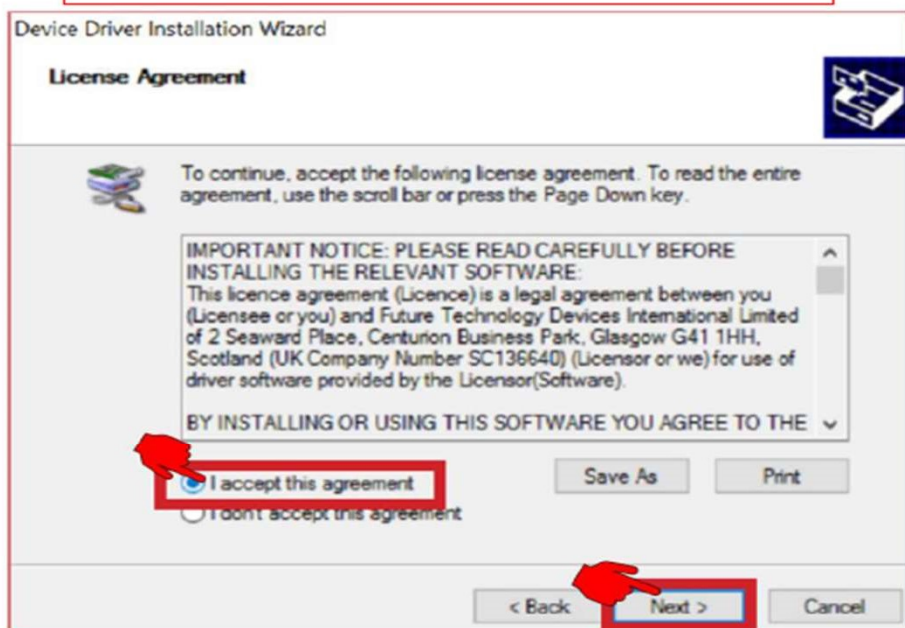 Device Driver Installation Wizard
License Agreement
To continue, accept the following license agreement. To read the entire
agreement, use the scroll bar or press the Page Down key.
IMPORTANT NOTICE: PLEASE READ CAREFULLY BEFORE
INSTALLING THE RELEVANT SOFTWARE:
This licence agreement (Licence) is a legal agreement between you
(Licensee or you) and Future Technology Devices International Limited
of 2 Seaward Place, Centurion Business Park, Glasgow G41 1HH,
Scotland (UK Company Number SC136640) (Licensor or we) for use of
driver software provided by the Licensor(Software).
BY INSTALLING OR USING THIS SOFTWARE YOU AGREE TO THE
I accept this agreement
Save As
Print
I don't accept this agreement
< Back
Next >
Cancel